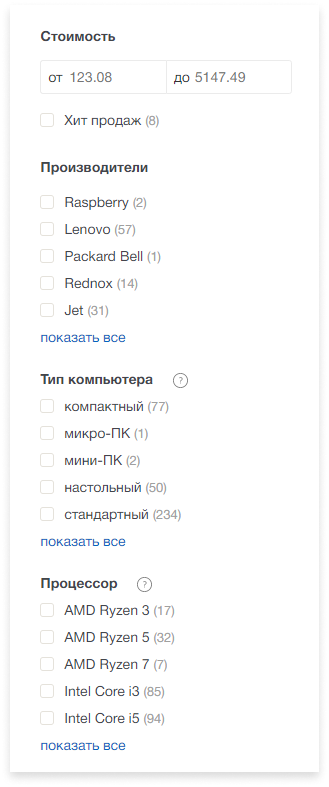 Стоимость
от 123.08 до 5147.49
Хит продаж (8)
Производители
Raspberry (2)
Lenovo (57)
Packard Bell (1)
Rednox (14)
Jet (31)
показать все
Тип компьютера ?
компактный (77)
микро-ПК (1)
мини-ПК (2)
настольный (50)
стандартный (234)
показать все
Процессор ?
AMD Ryzen 3 (17)
AMD Ryzen 5 (32)
AMD Ryzen 7 (7)
Intel Core i3 (85)
Intel Core i5 (94)
показать все